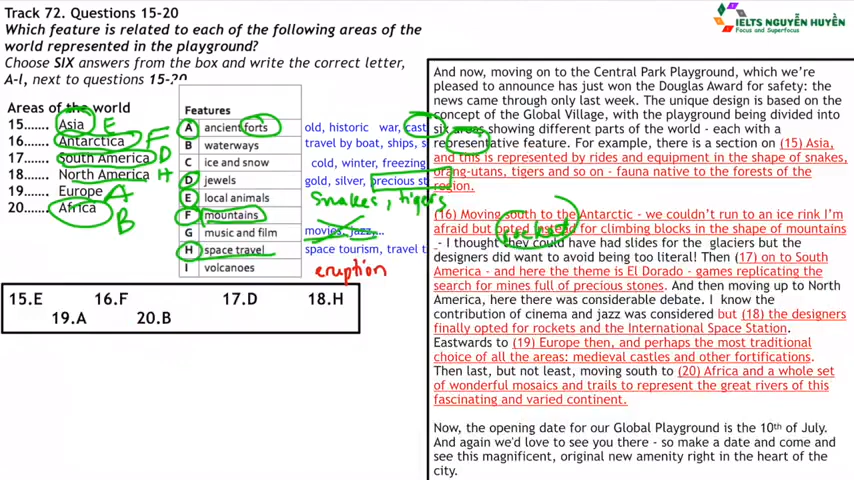 Track 72. Questions 15-20
Which feature is related to each of the following areas of the
world represented in the playground?
Choose SIX answers from the box and write the correct letter,
A-I, next to questions 15-20
IELTS NGUYỄN HUYỀN
Focus and Superfocus
Areas of the world
15....... Asia E
16....... Antarctica F
17....... South America D
18....... North America H
19....... Europe A
20....... Africa B
Features
A ancient forts
B waterways
C ice and snow
D jewels
E local animals
F mountains
G music and film
H space travel
I volcanoes
old, historic war, cast
travel by boat, ships, s
cold, winter, freezing
gold, silver, precious st
snakes, tigers
movies, jazz,...
space tourism, travel t
eruption
rocket
15.E 16.F 17.D 18.H
19.A 20.B
And now, moving on to the Central Park Playground, which we're
pleased to announce has just won the Douglas Award for safety: the
news came through only last week. The unique design is based on the
concept of the Global Village, with the playground being divided into
six areas showing different parts of the world - each with a
representative feature. For example, there is a section on (15) Asia,
and this is represented by rides and equipment in the shape of snakes,
orang-utans, tigers and so on - fauna native to the forests of the
region.
(16) Moving south to the Antarctic - we couldn't run to an ice rink I'm
afraid but opted instead for climbing blocks in the shape of mountains
- I thought they could have had slides for the glaciers but the
designers did want to avoid being too literal! Then (17) on to South
America - and here the theme is El Dorado - games replicating the
search for mines full of precious stones. And then moving up to North
America, here there was considerable debate. I know the
contribution of cinema and jazz was considered but (18) the designers
finally opted for rockets and the International Space Station.
Eastwards to (19) Europe then, and perhaps the most traditional
choice of all the areas: medieval castles and other fortifications.
Then last, but not least, moving south to (20) Africa and a whole set
of wonderful mosaics and trails to represent the great rivers of this
fascinating and varied continent.
Now, the opening date for our Global Playground is the 10th of July.
And again we'd love to see you there - so make a date and come and
see this magnificent, original new amenity right in the heart of the
city.